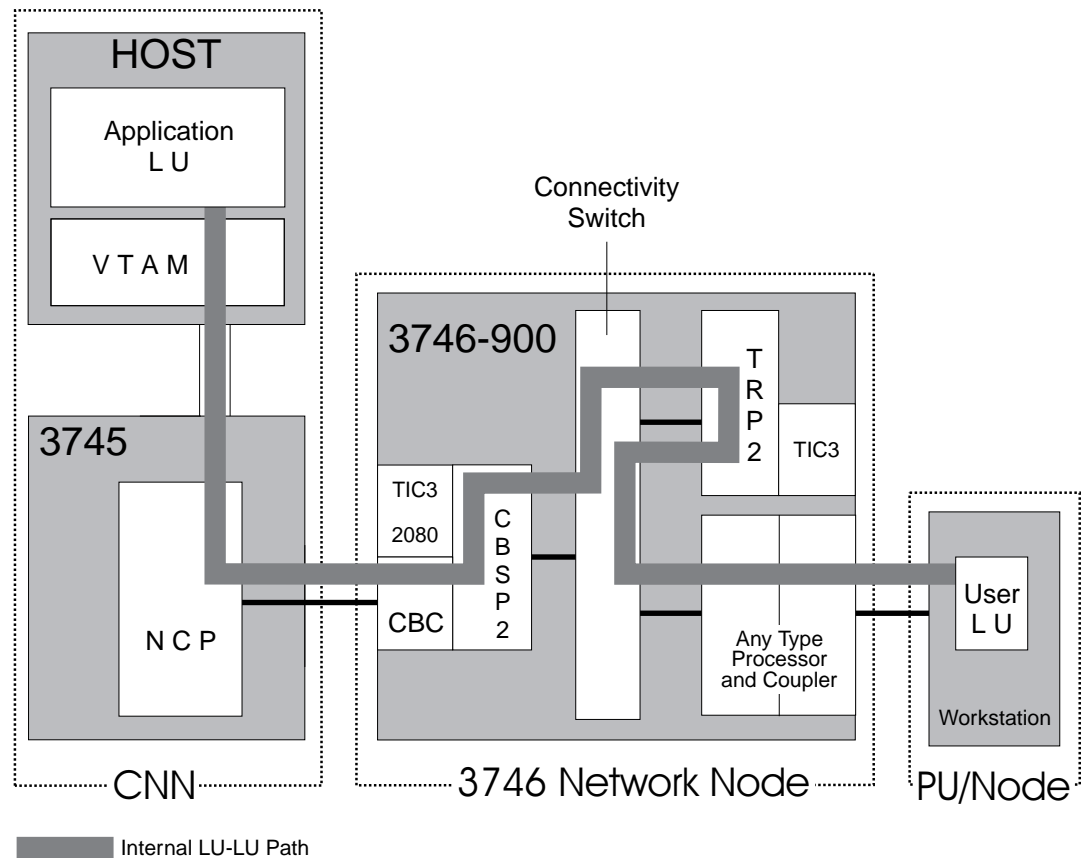 HOST
Application
L U
V T A M
Connectivity
Switch
3746-900
T
R
P
2
TIC3
3745
TIC3
2080
C
B
S
P
2
CBC
N C P
Any Type
Processor
and Coupler
User
L U
Workstation
CNN
3746 Network Node
PU/Node
Internal LU-LU Path